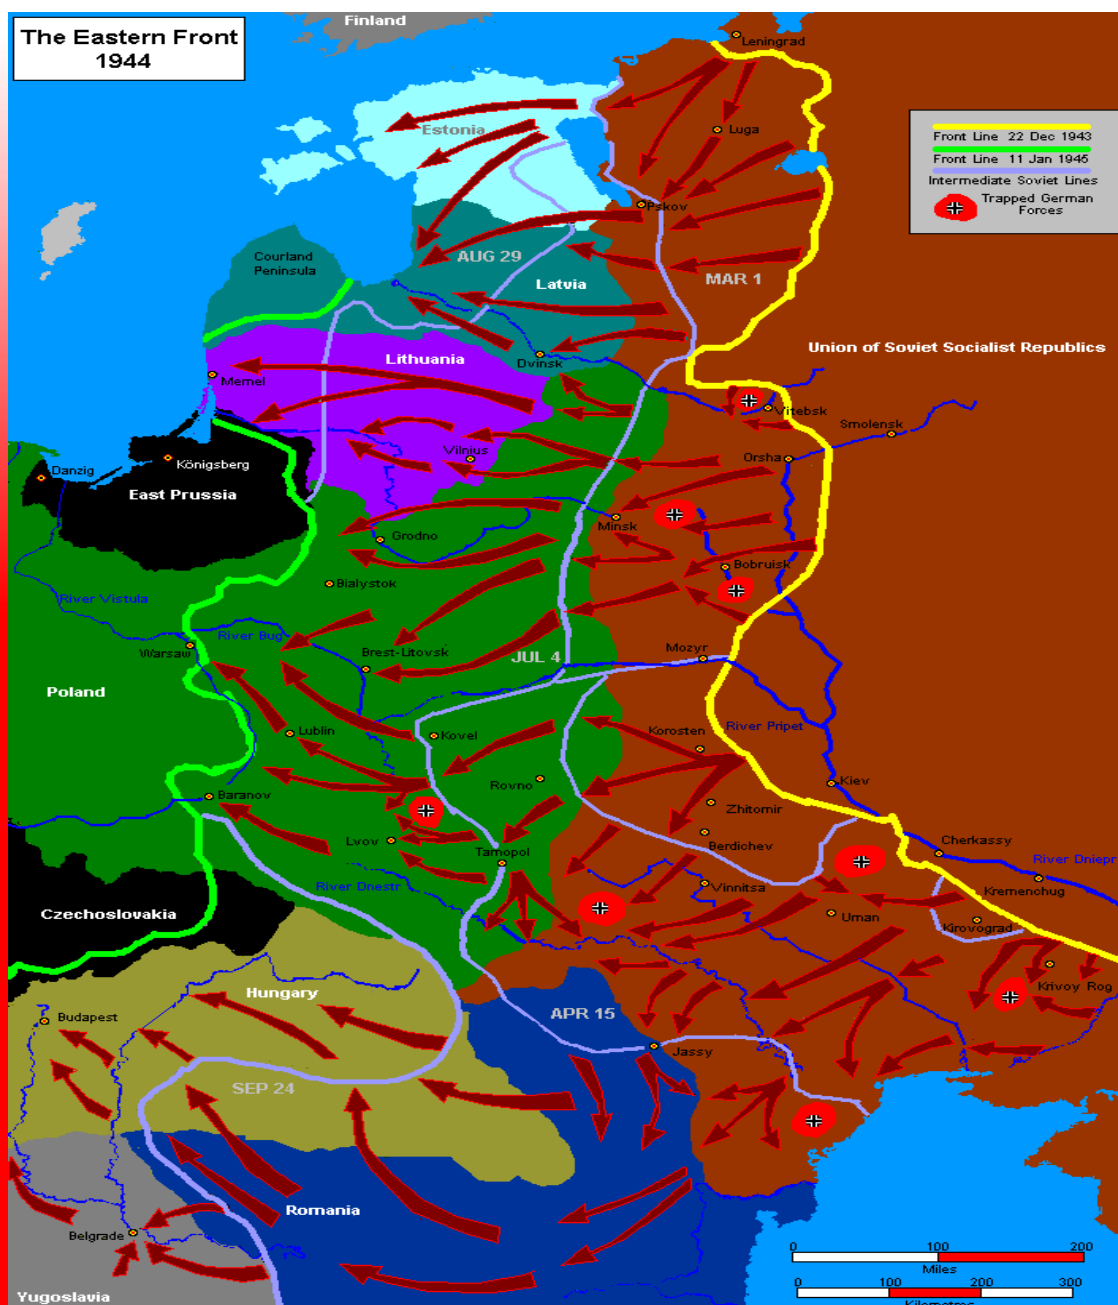 The Eastern Front
1944
Finland
Leningrad
Front Line 22 Dec 1943
Front Line 11 Jan 1945
Intermediate Soviet Lines
Trapped German
Forces
Estonia
Luga
Pskov
Courland
Peninsula
AUG 29
Latvia
MAR 1
Union of Soviet Socialist Republics
Lithuania
Dvinsk
Memel
Vitebsk
Smolensk
Vilnius
Orsha
Danzig
Königsberg
East Prussia
Minsk
Grodno
Bobruisk
Bialystok
River Vistula
River Bug
Warsaw
Brest-Litovsk
JUL 4
Mozyr
Poland
Lublin
Kovel
Korosten
River Pripet
Rovno
Kiev
Baranov
Zhitomir
Lvov
Tarnopol
Berdichev
Cherkassy
River Dniepr
River Dnestr
Vinnitsa
Kremenchug
Czechoslovakia
Uman
Kirovograd
Krivoy Rog
Hungary
Budapest
APR 15
Jassy
SEP 24
Romania
Belgrade
Yugoslavia
0 100 200
Miles
0 100 200 300
Kilometres